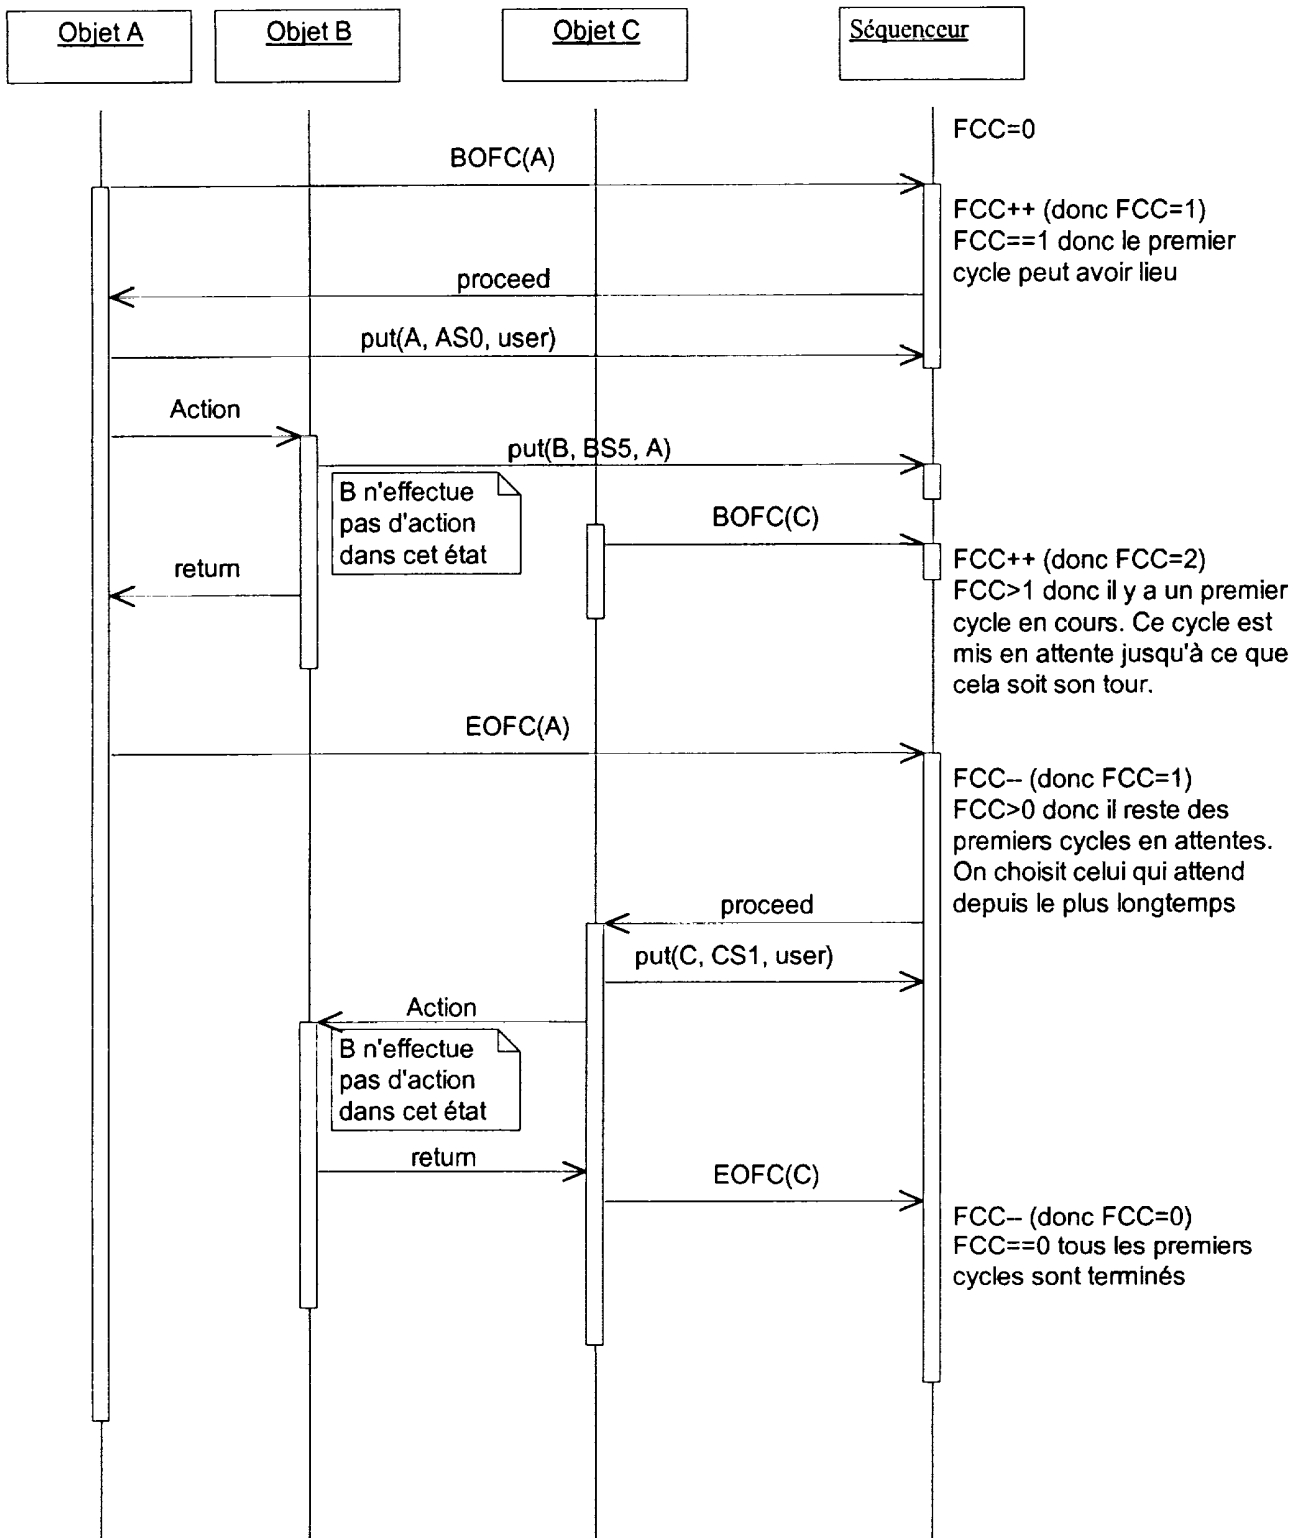 Objet A
Objet B
Objet C
Séquenceur
FCC=0
BOFC(A)
FCC++ (donc FCC=1)
FCC==1 donc le premier
cycle peut avoir lieu
proceed
put(A, AS0, user)
Action
put(B, BS5, A)
B n'effectue
pas d'action
dans cet état
BOFC(C)
return
FCC++ (donc FCC=2)
FCC>1 donc il y a un premier
cycle en cours. Ce cycle est
mis en attente jusqu'à ce que
cela soit son tour.
EOFC(A)
FCC-- (donc FCC=1)
FCC>0 donc il reste des
premiers cycles en attentes.
On choisit celui qui attend
depuis le plus longtemps
proceed
put(C, CS1, user)
Action
B n'effectue
pas d'action
dans cet état
return
EOFC(C)
FCC-- (donc FCC=0)
FCC==0 tous les premiers
cycles sont terminés